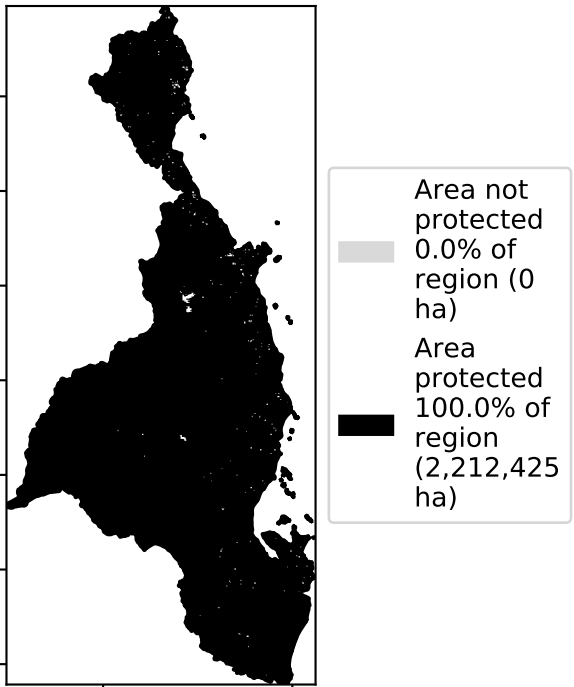 Area not
protected
0.0% of
region (0
ha)
Area
protected
100.0% of
region
(2,212,425
ha)